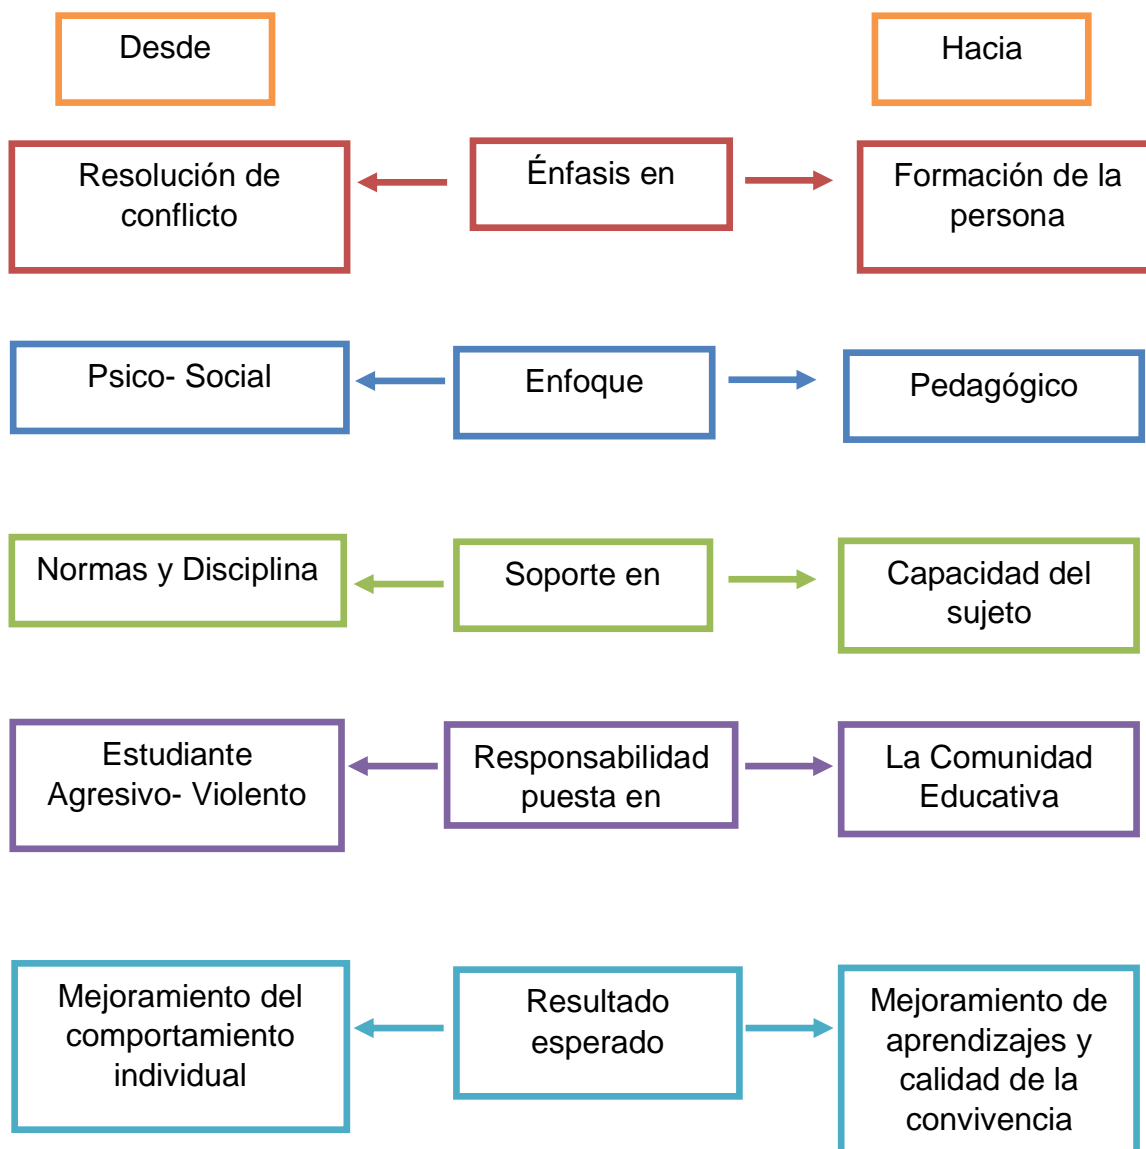 Desde
Hacia
Resolución de
conflicto
Énfasis en
Formación de la
persona
Psico- Social
Enfoque
Pedagógico
Normas y Disciplina
Soporte en
Capacidad del
sujeto
Estudiante
Agresivo- Violento
Responsabilidad
puesta en
La Comunidad
Educativa
Mejoramiento del
comportamiento
individual
Resultado
esperado
Mejoramiento de
aprendizajes y
calidad de la
convivencia